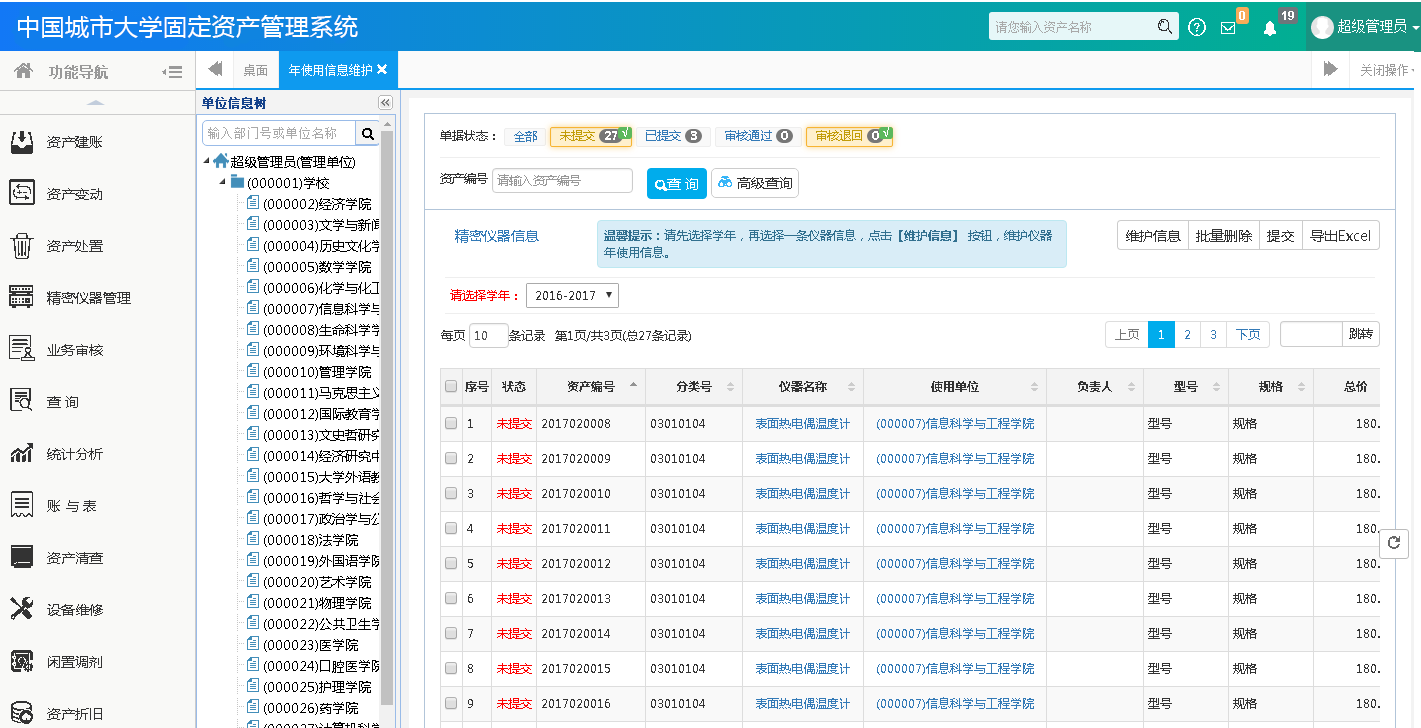 中国城市大学固定资产管理系统
请您输入资产名称
0
19
超级管理员
功能导航
桌面
年使用信息维护
关闭操作
资产建账
资产变动
资产处置
精密仪器管理
业务审核
查 询
统计分析
账 与 表
资产清查
设备维修
闲置调剂
资产折旧
单位信息树
输入部门号或单位名称
超级管理员(管理单位)
(000001)学校
(000002)经济学院
(000003)文学与新闻
(000004)历史文化学
(000005)数学学院
(000006)化学与化工
(000007)信息科学与
(000008)生命科学学
(000009)环境科学与
(000010)管理学院
(000011)马克思主义
(000012)国际教育学
(000013)文史哲研究
(000014)经济研究中
(000015)大学外语教
(000016)哲学与社会
(000017)政治学与公
(000018)法学院
(000019)外国语学院
(000020)艺术学院
(000021)物理学院
(000022)公共卫生学
(000023)医学院
(000024)口腔医学院
(000025)护理学院
(000026)药学院
(000027)计算机科学
单据状态： 全部 未提交 27 已提交 3 审核通过 0 审核退回 0
资产编号 请输入资产编号 查 询 高级查询
精密仪器信息
温馨提示：请先选择学年，再选择一条仪器信息，点击【维护信息】 按钮，维护仪器
年使用信息。
维护信息 批量删除 提交 导出Excel
请选择学年： 2016-2017
每页 10 条记录 第1页/共3页(总27条记录)
上页 1 2 3 下页 跳转
序号 状态 资产编号 分类号 仪器名称 使用单位 负责人 型号 规格 总价
1 未提交 2017020008 03010104 表面热电偶温度计 (000007)信息科学与工程学院 型号 规格 180.
2 未提交 2017020009 03010104 表面热电偶温度计 (000007)信息科学与工程学院 型号 规格 180.
3 未提交 2017020010 03010104 表面热电偶温度计 (000007)信息科学与工程学院 型号 规格 180.
4 未提交 2017020011 03010104 表面热电偶温度计 (000007)信息科学与工程学院 型号 规格 180.
5 未提交 2017020012 03010104 表面热电偶温度计 (000007)信息科学与工程学院 型号 规格 180.
6 未提交 2017020013 03010104 表面热电偶温度计 (000007)信息科学与工程学院 型号 规格 180.
7 未提交 2017020014 03010104 表面热电偶温度计 (000007)信息科学与工程学院 型号 规格 180.
8 未提交 2017020015 03010104 表面热电偶温度计 (000007)信息科学与工程学院 型号 规格 180.
9 未提交 2017020016 03010104 表面热电偶温度计 (000007)信息科学与工程学院 型号 规格 180.